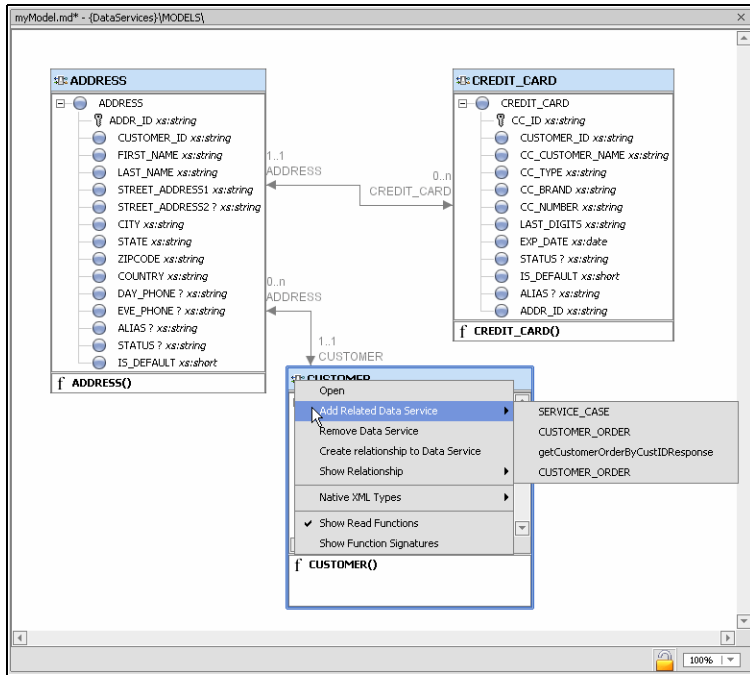 myModel.md* - {DataServices}\MODELS\
ADDRESS
ADDRESS
ADDR_ID xs:string
CUSTOMER_ID xs:string
FIRST_NAME xs:string
LAST_NAME xs:string
STREET_ADDRESS1 xs:string
STREET_ADDRESS2 ? xs:string
CITY xs:string
STATE xs:string
ZIPCODE xs:string
COUNTRY xs:string
DAY_PHONE ? xs:string
EVE_PHONE ? xs:string
ALIAS ? xs:string
STATUS ? xs:string
IS_DEFAULT xs:short
f ADDRESS()
1..1
ADDRESS
0..n
CREDIT_CARD
CREDIT_CARD
CREDIT_CARD
CC_ID xs:string
CUSTOMER_ID xs:string
CC_CUSTOMER_NAME xs:string
CC_TYPE xs:string
CC_BRAND xs:string
CC_NUMBER xs:string
LAST_DIGITS xs:string
EXP_DATE xs:date
STATUS ? xs:string
IS_DEFAULT xs:short
ALIAS ? xs:string
ADDR_ID xs:string
f CREDIT_CARD()
0..n
ADDRESS
1..1
CUSTOMER
CUSTOMER
Open
Add Related Data Service
Remove Data Service
Create relationship to Data Service
Show Relationship
Native XML Types
Show Read Functions
Show Function Signatures
SERVICE_CASE
CUSTOMER_ORDER
getCustomerOrderByCustIDResponse
CUSTOMER_ORDER
f CUSTOMER()
100%